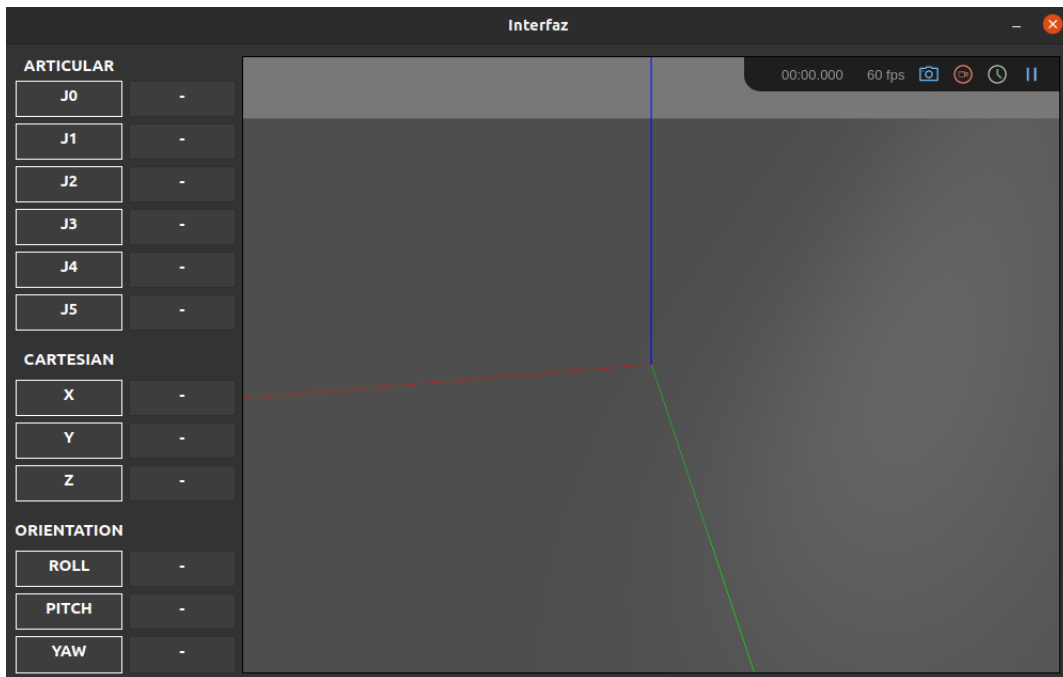 Interfaz
ARTICULAR
00:00.000 60 fps
J0 -
J1 -
J2 -
J3 -
J4 -
J5 -
CARTESIAN
X -
Y -
Z -
ORIENTATION
ROLL -
PITCH -
YAW -